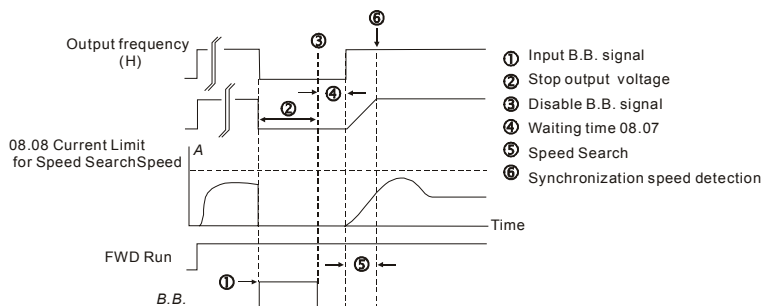 ⑥
Output frequency
(H)
③
① Input B.B. signal
② Stop output voltage
③ Disable B.B. signal
④ Waiting time 08.07
⑤ Speed Search
⑥ Synchronization speed detection
④
②
08.08 Current Limit
for Speed SearchSpeed
A
Time
FWD Run
⑤
①
B.B.